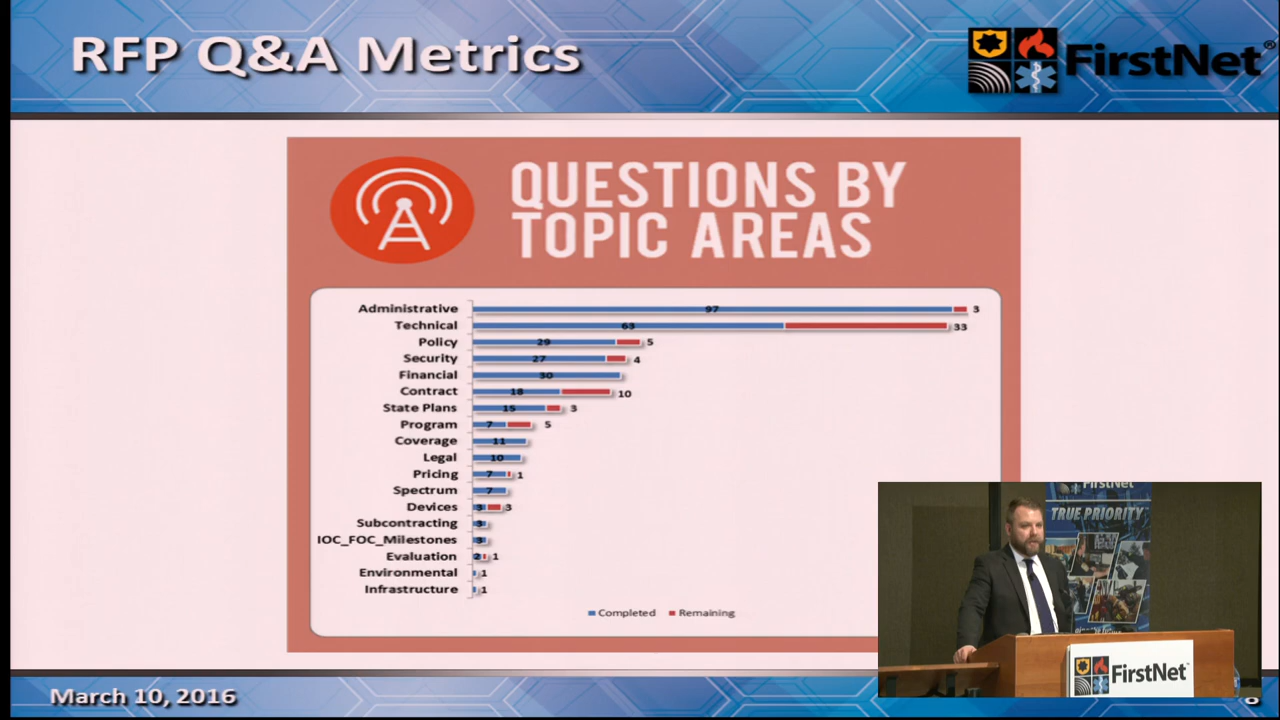 RFP Q&A Metrics
FirstNet®
QUESTIONS BY
TOPIC AREAS
Administrative 97 3
Technical 63 33
Policy 29 5
Security 27 4
Financial 30
Contract 18 10
State Plans 15 3
Program 7 5
Coverage 11
Legal 10
Pricing 7 1
Spectrum 7
Devices 3 3
Subcontracting 3
IOC_FOC_Milestones 3
Evaluation 2 1
Environmental 1
Infrastructure 1
Completed Remaining
FirstNet
TRUE PRIORITY
FirstNet
March 10, 2016